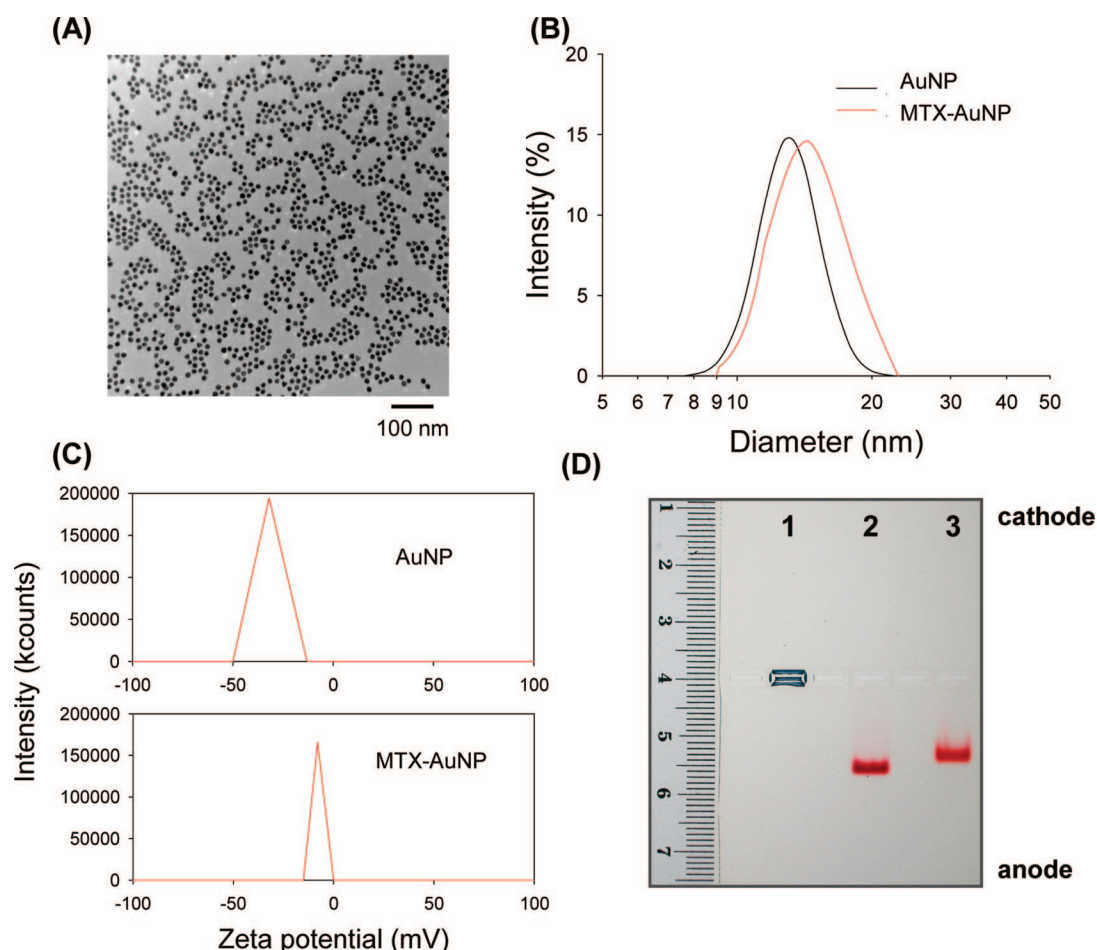 (A)
100 nm
(B)
20
15
10
5
0
Intensity (%)
AuNP
MTX-AuNP
5 6 7 8 9 10 20 30 40 50
Diameter (nm)
(C)
Intensity (kcounts)
200000
150000
100000
50000
0
AuNP
-100 -50 0 50 100
200000
150000
100000
50000
0
MTX-AuNP
-100 -50 0 50 100
Zeta potential (mV)
(D)
1 2 3
cathode
1
2
3
4
5
6
7
anode